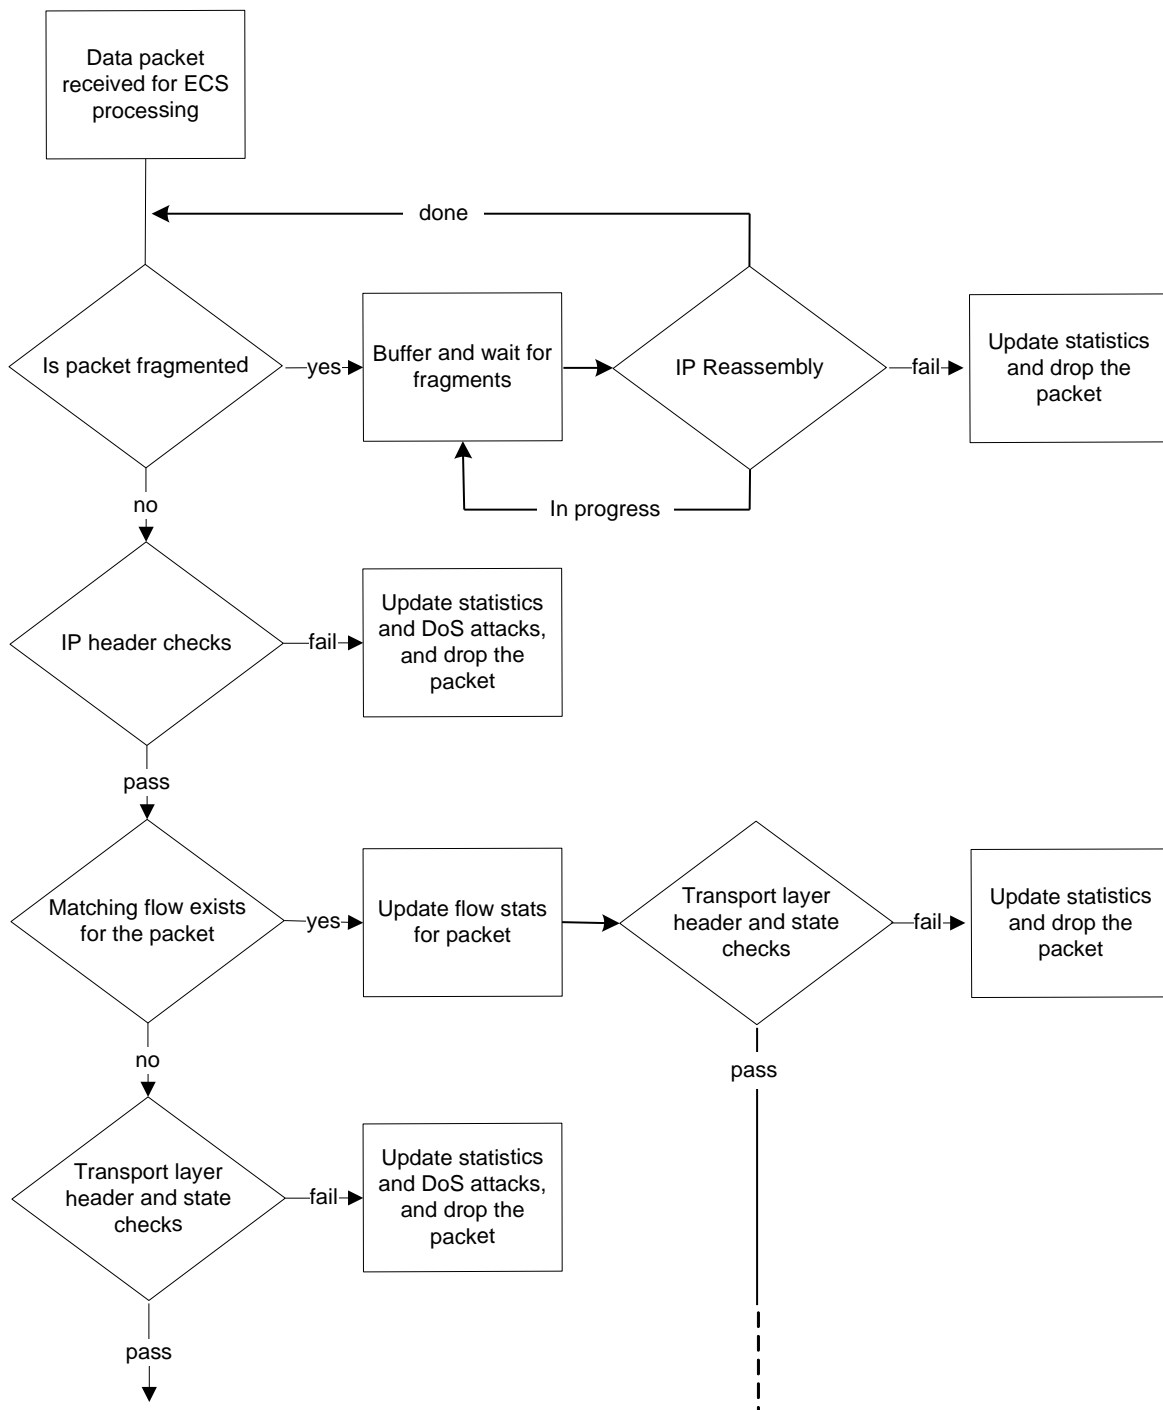 Data packet
received for ECS
processing
done
Is packet fragmented
yes
Buffer and wait for
fragments
IP Reassembly
fail
Update statistics
and drop the
packet
In progress
no
IP header checks
fail
Update statistics
and DoS attacks,
and drop the
packet
pass
Matching flow exists
for the packet
yes
Update flow stats
for packet
Transport layer
header and state
checks
fail
Update statistics
and drop the
packet
no
pass
Transport layer
header and state
checks
fail
Update statistics
and DoS attacks,
and drop the
packet
pass